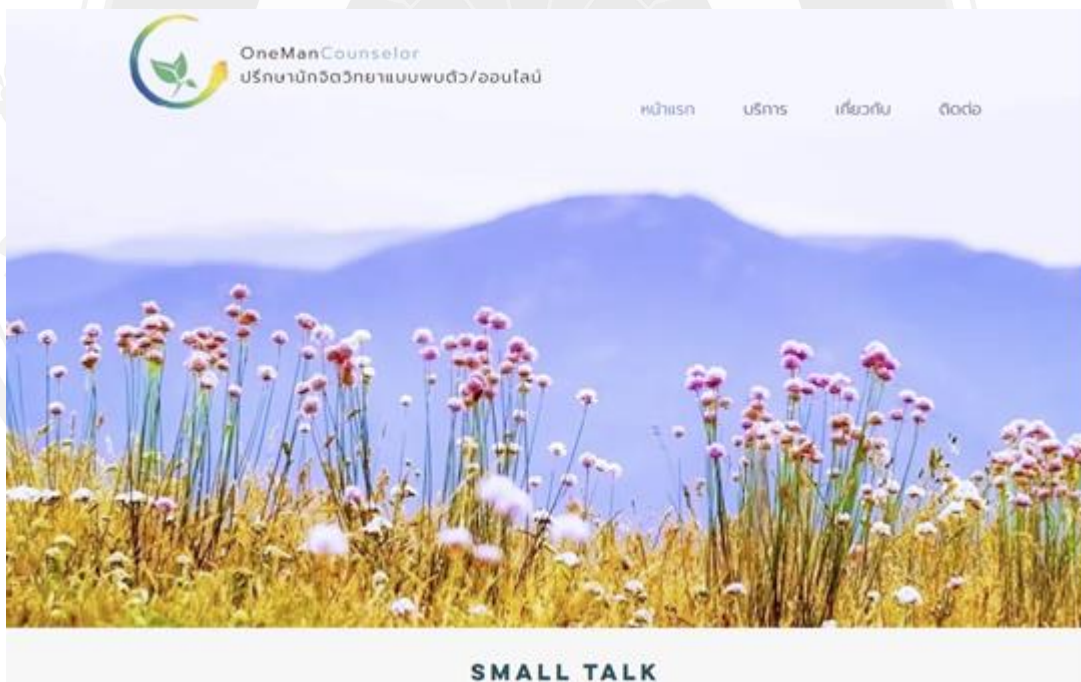 OneManCounselor
ปรึกษานักจิตวิทยาแบบพบตัว/ออนไลน์
หน้าแรก บริการ เกี่ยวกับ ติดต่อ
SMALL TALK